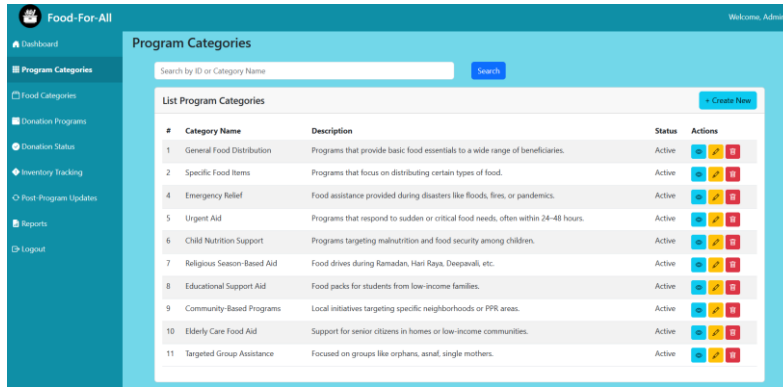 Food-For-All
Welcome, Admin
Dashboard
Program Categories
Food Categories
Donation Programs
Donation Status
Inventory Tracking
Post-Program Updates
Reports
Logout
Program Categories
Search by ID or Category Name
Search
List Program Categories
+ Create New
# Category Name Description Status Actions
1 General Food Distribution Programs that provide basic food essentials to a wide range of beneficiaries. Active
2 Specific Food Items Programs that focus on distributing certain types of food. Active
4 Emergency Relief Food assistance provided during disasters like floods, fires, or pandemics. Active
5 Urgent Aid Programs that respond to sudden or critical food needs, often within 24–48 hours. Active
6 Child Nutrition Support Programs targeting malnutrition and food security among children. Active
7 Religious Season-Based Aid Food drives during Ramadan, Hari Raya, Deepavali, etc. Active
8 Educational Support Aid Food packs for students from low-income families. Active
9 Community-Based Programs Local initiatives targeting specific neighborhoods or PPR areas. Active
10 Elderly Care Food Aid Support for senior citizens in homes or low-income communities. Active
11 Targeted Group Assistance Focused on groups like orphans, asnaf, single mothers. Active